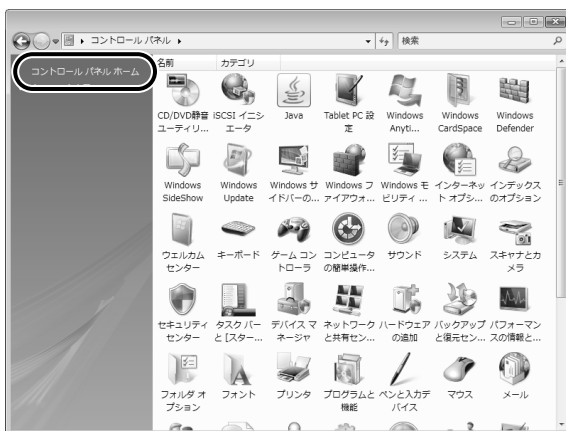 コントロール パネル
検索
コントロール パネル ホーム
名前 カテゴリ
CD/DVD静音
ユーティリ...
iSCSI イニシ
エータ
Java
Tablet PC 設
定
Windows
Anyti...
Windows
CardSpace
Windows
Defender
Windows
SideShow
Windows
Update
Windows サ
イドバーの...
Windows フ
ァイアウォ...
Windows モ
ビリティ ...
インターネッ
ト オプシ...
インデックス
のオプション
ウェルカム
センター
キーボード
ゲーム コン
トローラ
コンピュータ
の簡単操作...
サウンド
システム
スキャナとカ
メラ
セキュリティ
センター
タスク バー
と [スター...
デバイス マ
ネージャ
ネットワーク
と共有セン...
ハードウェア
の追加
バックアップ
と復元セン...
パフォーマン
スの情報と...
フォルダ オ
プション
フォント
プリンタ
プログラムと
機能
ペンと入力デ
バイス
マウス
メール